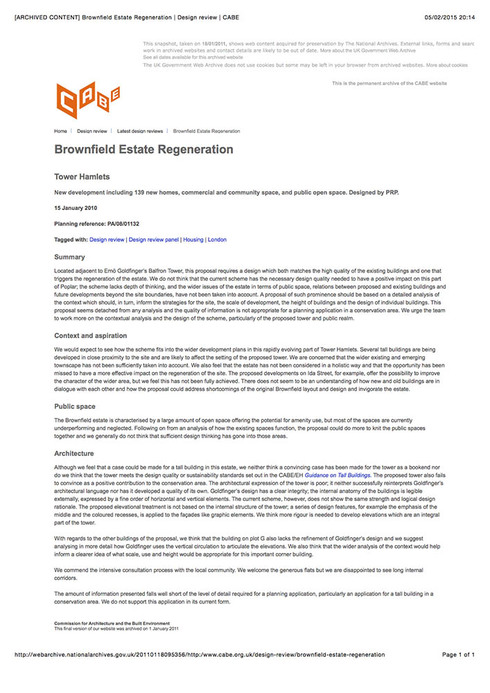 [ARCHIVED CONTENT] Brownfield Estate Regeneration | Design review | CABE
05/02/2015 20:14
This snapshot, taken on 18/01/2011, shows web content acquired for preservation by The National Archives. External links, forms and search
work in archived websites and contact details are likely to be out of date. More about the UK Government Web Archive
See all dates available for this archived website
The UK Government Web Archive does not use cookies but some may be left in your browser from archived websites. More about cookies
This is the permanent archive of the CABE website
CABE
Home | Design review | Latest design reviews | Brownfield Estate Regeneration
Brownfield Estate Regeneration
Tower Hamlets
New development including 139 new homes, commercial and community space, and public open space. Designed by PRP.
15 January 2010
Planning reference: PA/08/01132
Tagged with: Design review | Design review panel | Housing | London
Summary
Located adjacent to Ernö Goldfinger's Balfron Tower, this proposal requires a design which both matches the high quality of the existing buildings and one that
triggers the regeneration of the estate. We do not think that the current scheme has the necessary design quality needed to have a positive impact on this part
of Poplar; the scheme lacks depth of thinking, and the wider issues of the estate in terms of public space, relations between proposed and existing buildings and
future developments beyond the site boundaries, have not been taken into account. A proposal of such prominence should be based on a detailed analysis of
the context which should, in turn, inform the strategies for the site, the scale of development, the height of buildings and the design of individual buildings. This
proposal seems detached from any analysis and the quality of information is not appropriate for a planning application in a conservation area. We urge the team
to work more on the contextual analysis and the design of the scheme, particularly of the proposed tower and public realm.
Context and aspiration
We would expect to see how the scheme fits into the wider development plans in this rapidly evolving part of Tower Hamlets. Several tall buildings are being
developed in close proximity to the site and are likely to affect the setting of the proposed tower. We are concerned that the wider existing and emerging
townscape has not been sufficiently taken into account. We also feel that the estate has not been considered in a holistic way and that the opportunity has been
missed to have a more effective impact on the regeneration of the site. The proposed developments on Ida Street, for example, offer the possibility to improve
the character of the wider area, but we feel this has not been fully achieved. There does not seem to be an understanding of how new and old buildings are in
dialogue with each other and how the proposal could address shortcomings of the original Brownfield layout and design and invigorate the estate.
Public space
The Brownfield estate is characterised by a large amount of open space offering the potential for amenity use, but most of the spaces are currently
underperforming and neglected. Following on from an analysis of how the existing spaces function, the proposal could do more to knit the public spaces
together and we generally do not think that sufficient design thinking has gone into those areas.
Architecture
Although we feel that a case could be made for a tall building in this estate, we neither think a convincing case has been made for the tower as a bookend nor
do we think that the tower meets the design quality or sustainability standards set out in the CABE/EH Guidance on Tall Buildings. The proposed tower also fails
to convince as a positive contribution to the conservation area. The architectural expression of the tower is poor; it neither successfully reinterprets Goldfinger's
architectural language nor has it developed a quality of its own. Goldfinger's design has a clear integrity; the internal anatomy of the buildings is legible
externally, expressed by a fine order of horizontal and vertical elements. The current scheme, however, does not show the same strength and logical design
rationale. The proposed elevational treatment is not based on the internal structure of the tower; a series of design features, for example the emphasis of the
middle and the coloured recesses, is applied to the façades like graphic elements. We think more rigour is needed to develop elevations which are an integral
part of the tower.
With regards to the other buildings of the proposal, we think that the building on plot G also lacks the refinement of Goldfinger's design and we suggest
analysing in more detail how Goldfinger uses the vertical circulation to articulate the elevations. We also think that the wider analysis of the context would help
inform a clearer idea of what scale, use and height would be appropriate for this important corner building.
We commend the intensive consultation process with the local community. We welcome the generous flats but we are disappointed to see long internal
corridors.
The amount of information presented falls well short of the level of detail required for a planning application, particularly an application for a tall building in a
conservation area. We do not support this application in its current form.
Commission for Architecture and the Built Environment
This final version of our website was archived on 1 January 2011
http://webarchive.nationalarchives.gov.uk/20110118095356/http:/www.cabe.org.uk/design-review/brownfield-estate-regeneration
Page 1 of 1